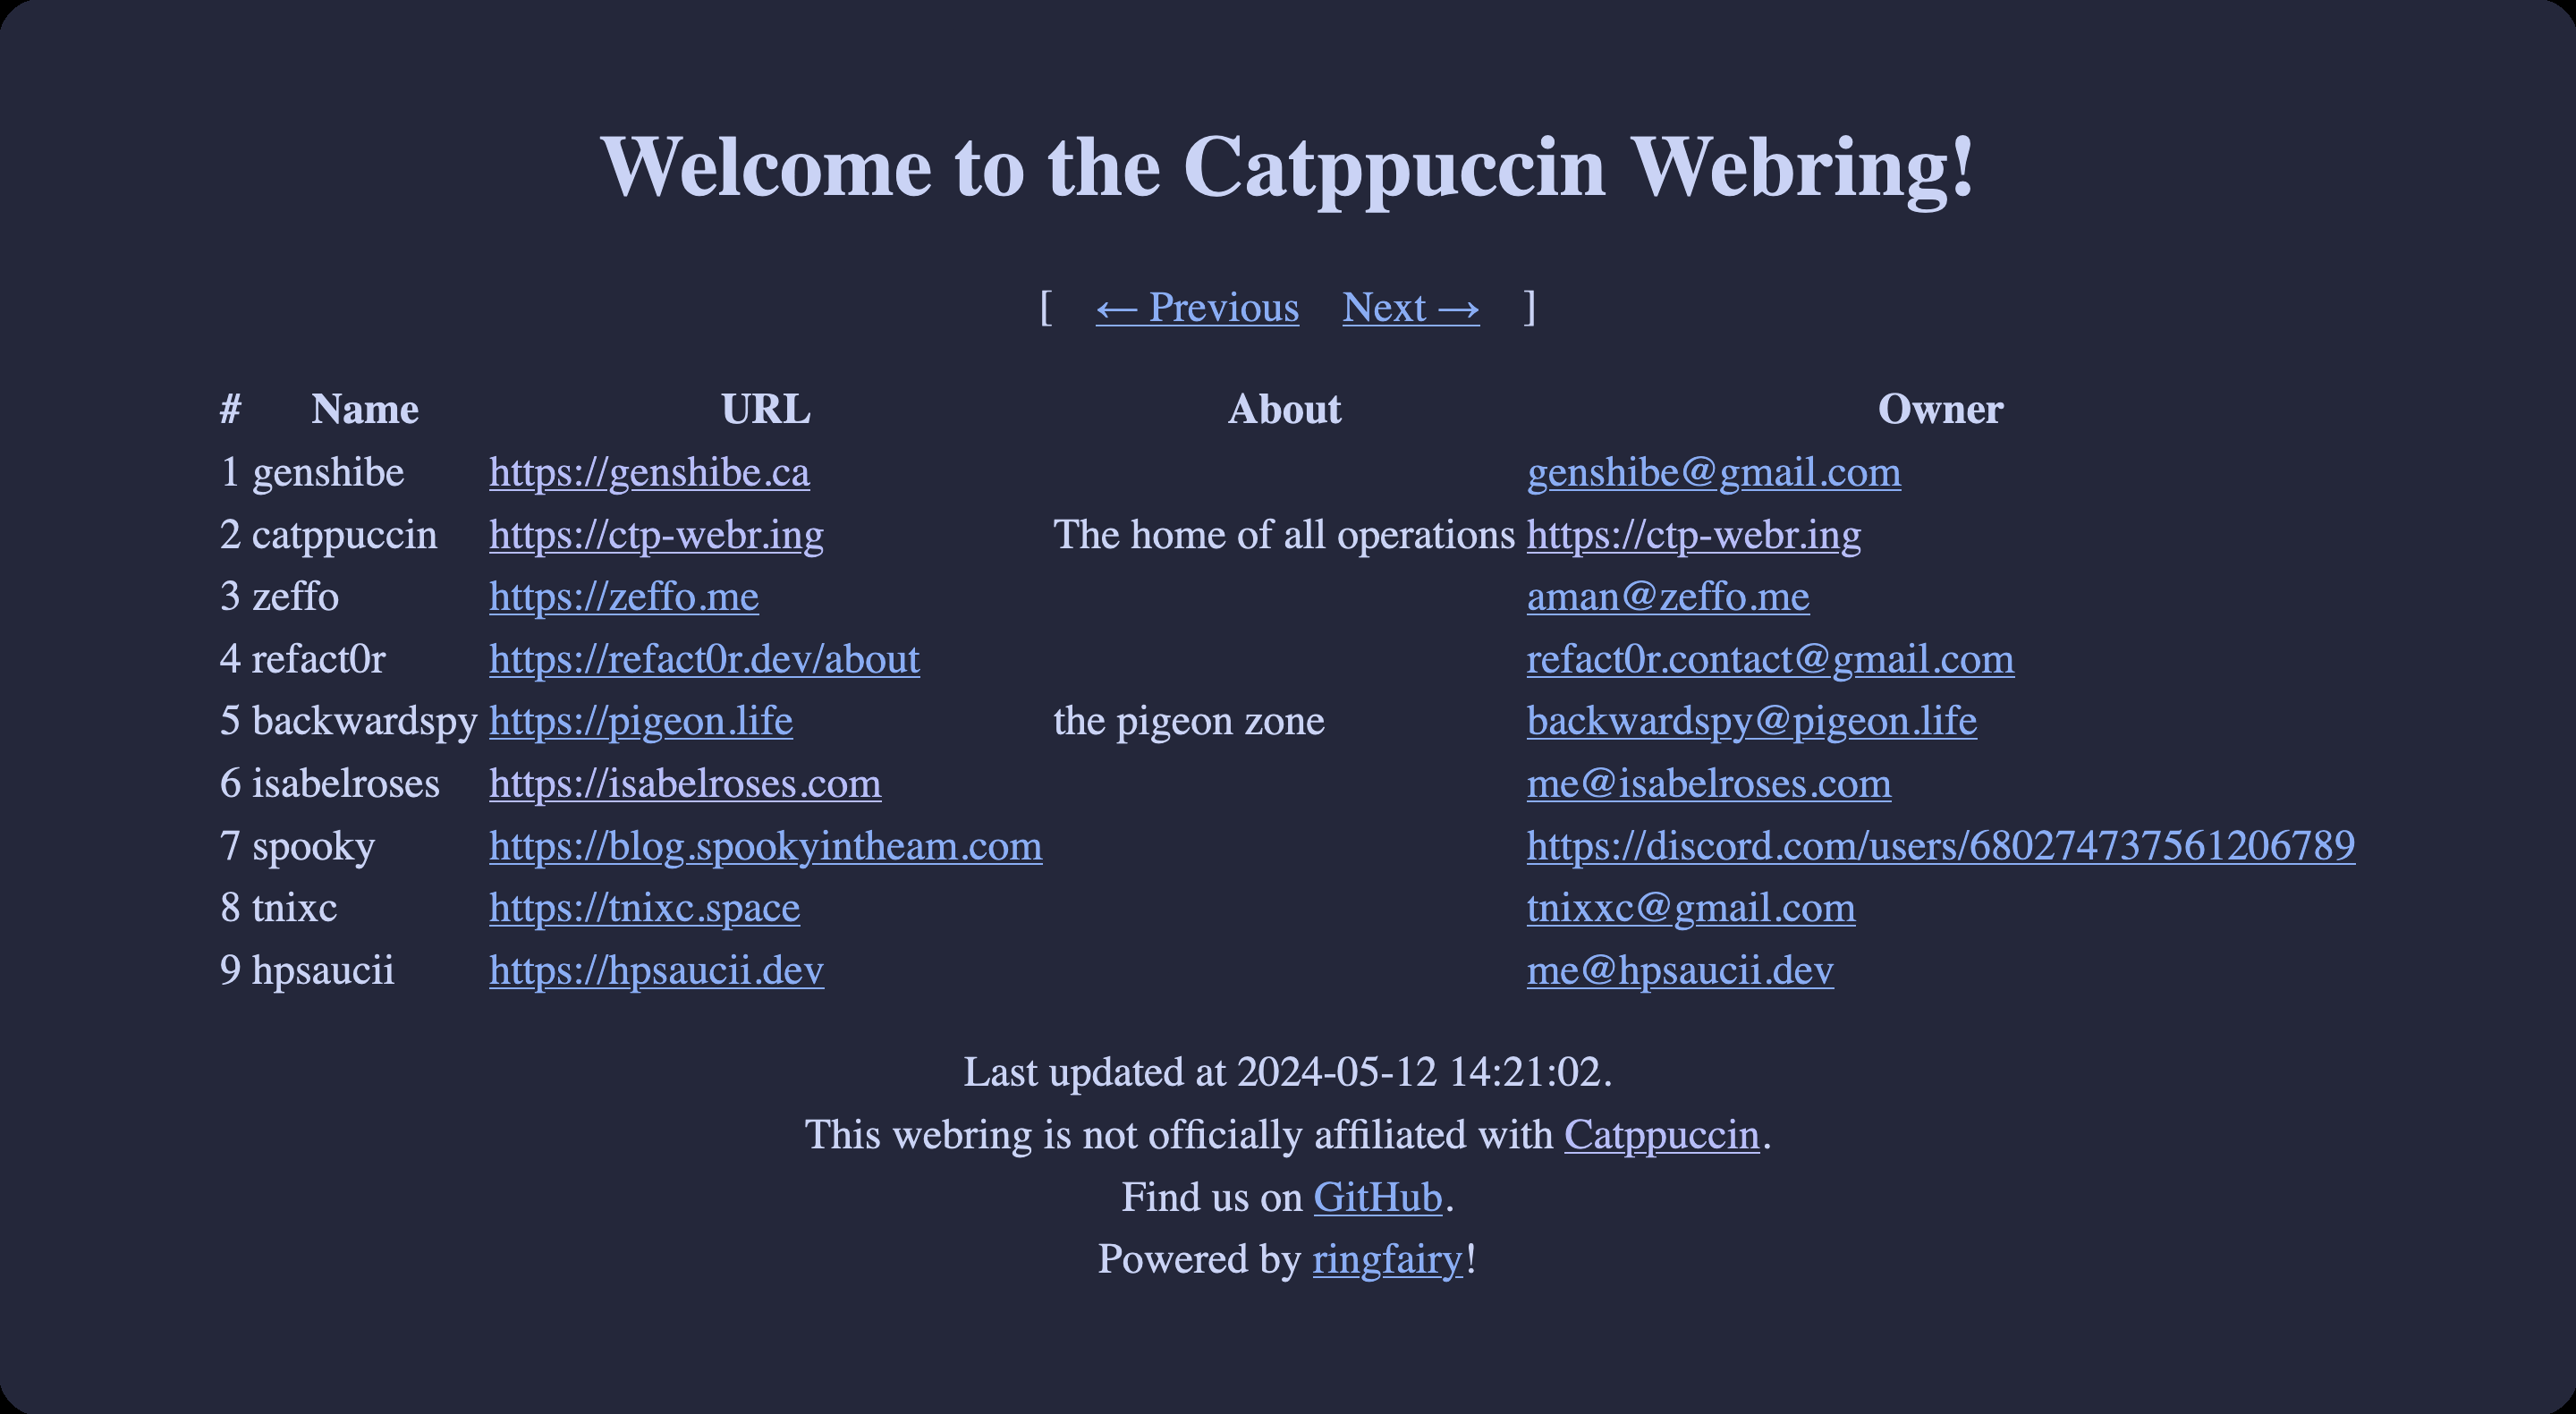 Welcome to the Catppuccin Webring!
[ ← Previous Next → ]
# Name URL About Owner
1 genshibe https://genshibe.ca genshibe@gmail.com
2 catppuccin https://ctp-webr.ing The home of all operations https://ctp-webr.ing
3 zeffo https://zeffo.me aman@zeffo.me
4 refact0r https://refact0r.dev/about refact0r.contact@gmail.com
5 backwardspy https://pigeon.life the pigeon zone backwardspy@pigeon.life
6 isabelroses https://isabelroses.com me@isabelroses.com
7 spooky https://blog.spookyintheam.com https://discord.com/users/680274737561206789
8 tnixc https://tnixc.space tnixxc@gmail.com
9 hpsaucii https://hpsaucii.dev me@hpsaucii.dev
Last updated at 2024-05-12 14:21:02.
This webring is not officially affiliated with Catppuccin.
Find us on GitHub.
Powered by ringfairy!